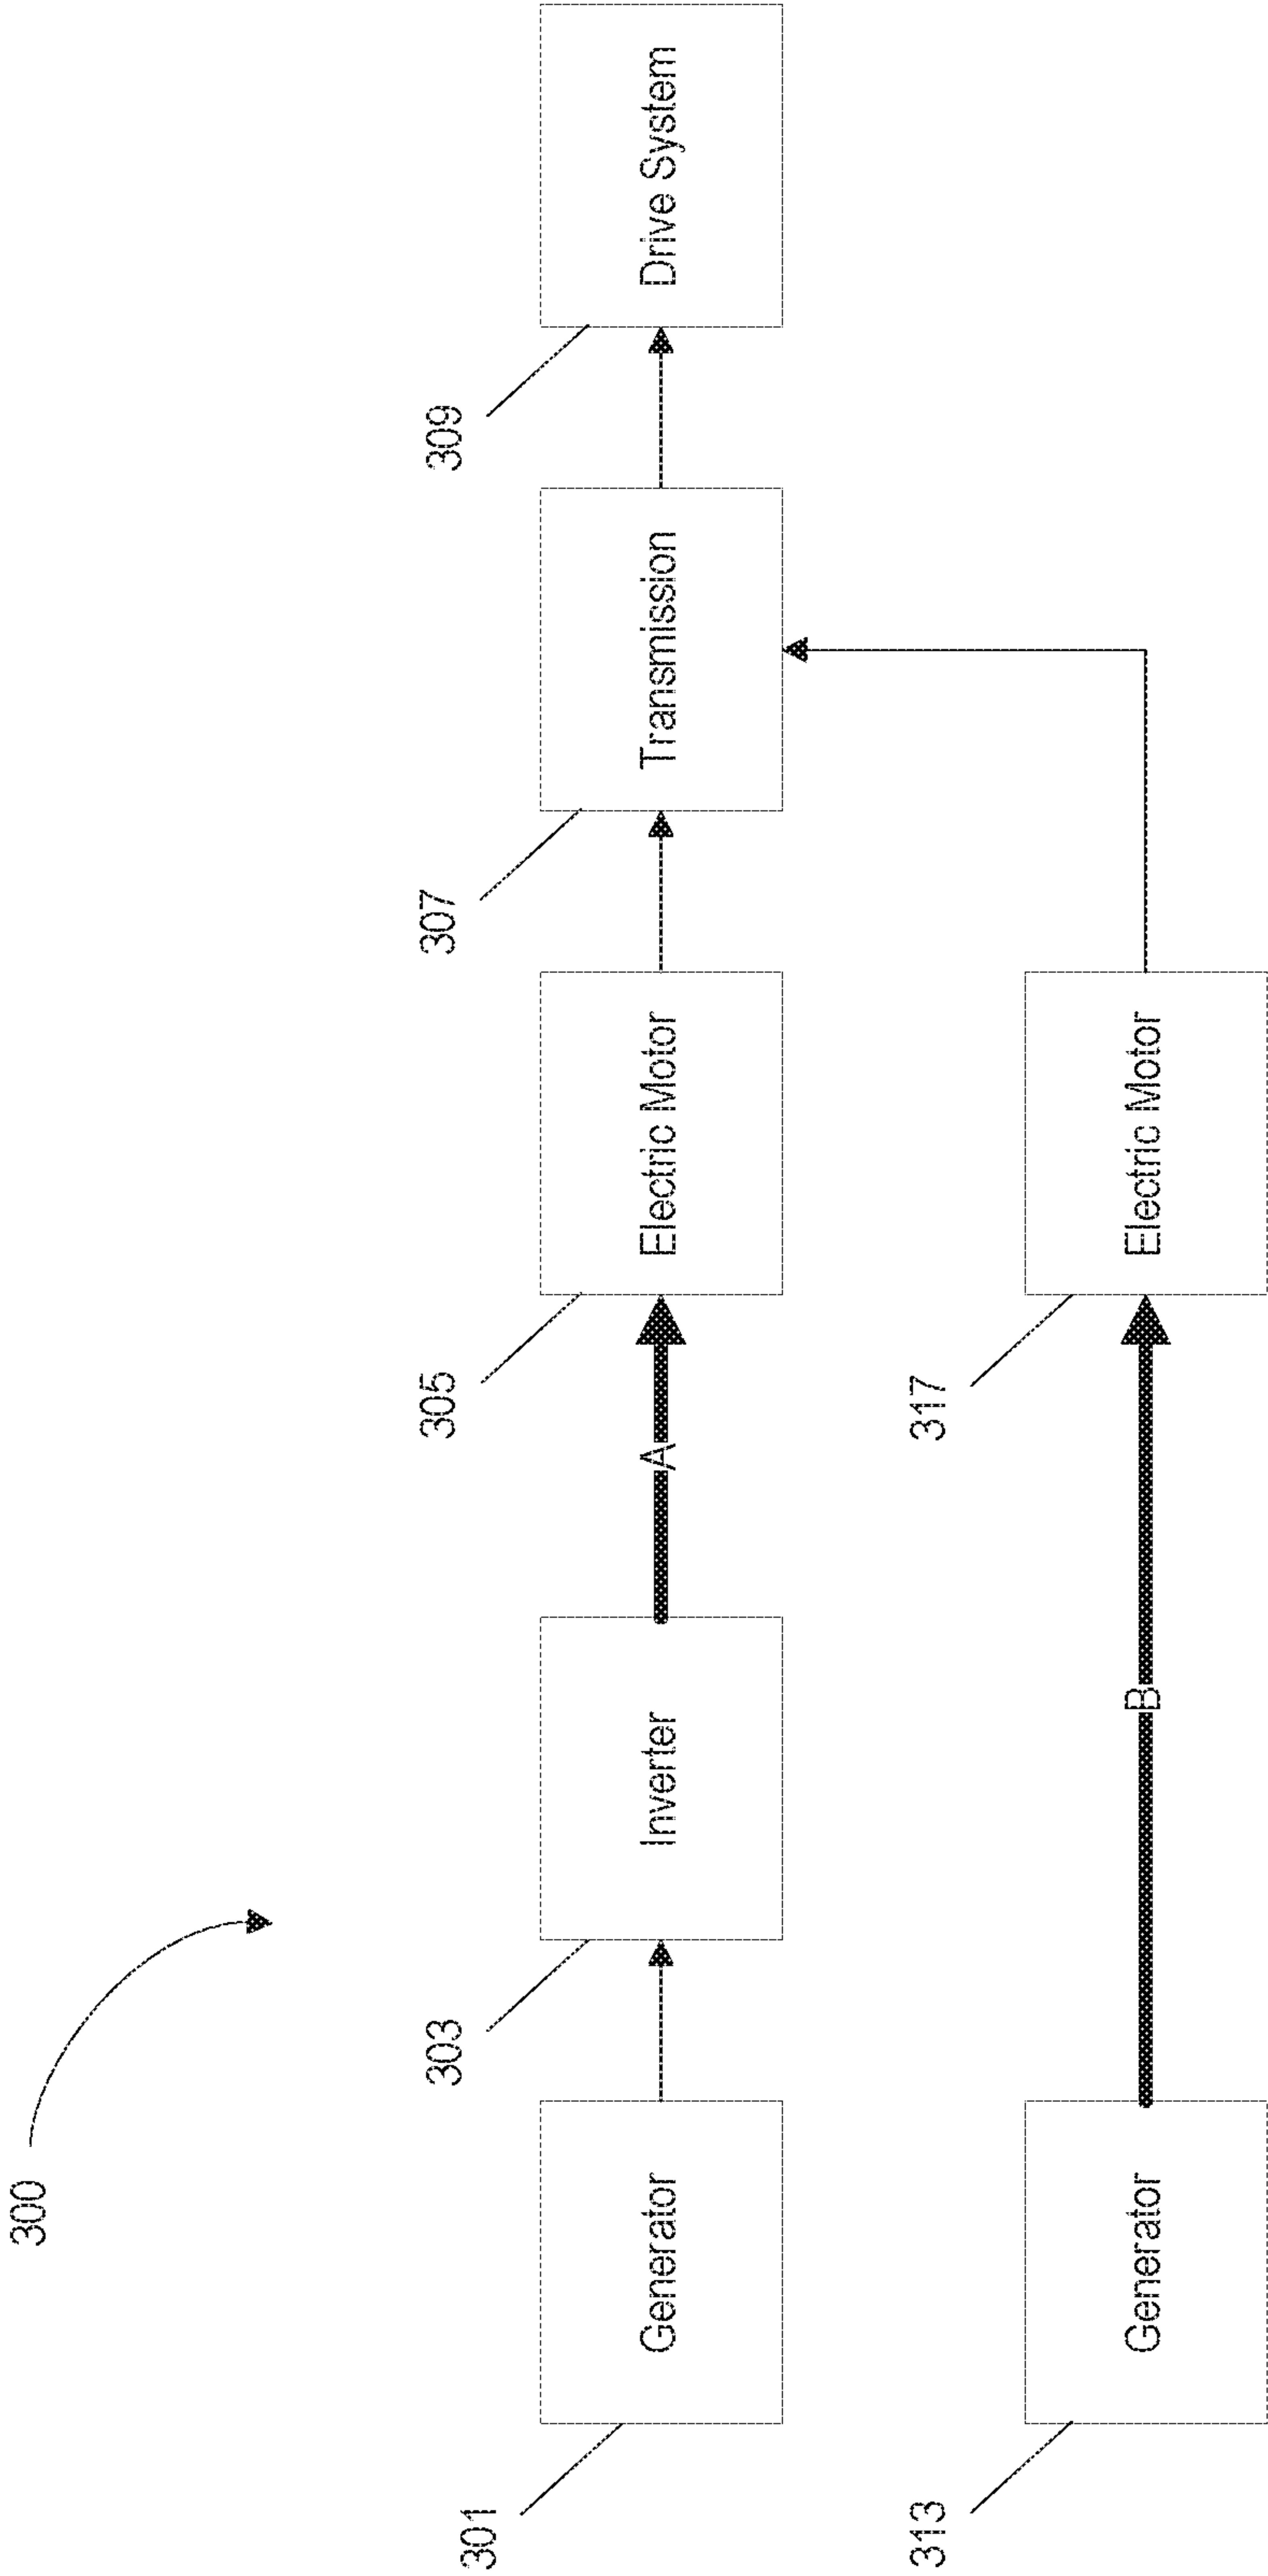 300
301
303
305
307
309
Generator
Inverter
A
Electric Motor
Transmission
Drive System
313
317
Generator
B
Electric Motor